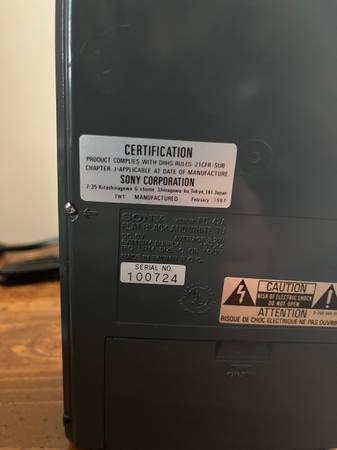 CERTIFICATION
PRODUCT COMPLIES WITH DHHS RULES 21CFR-SUB
CHAPTER J-APPLICABLE AT DATE OF MANUFACTURE
SONY CORPORATION
7-35 Kitashinagawa 6-chome, Shinagawa-ku, Tokyo, 141 Japan
MANUFACTURED February 1987
SONY
FLAT BLACK AND WHITE TV
SERIAL NO.
100724
CAUTION
RISK OF ELECTRIC SHOCK
DO NOT OPEN
ATTENTION
RISQUE DE CHOC ELECTRIQUE NE PAS OUVRIR